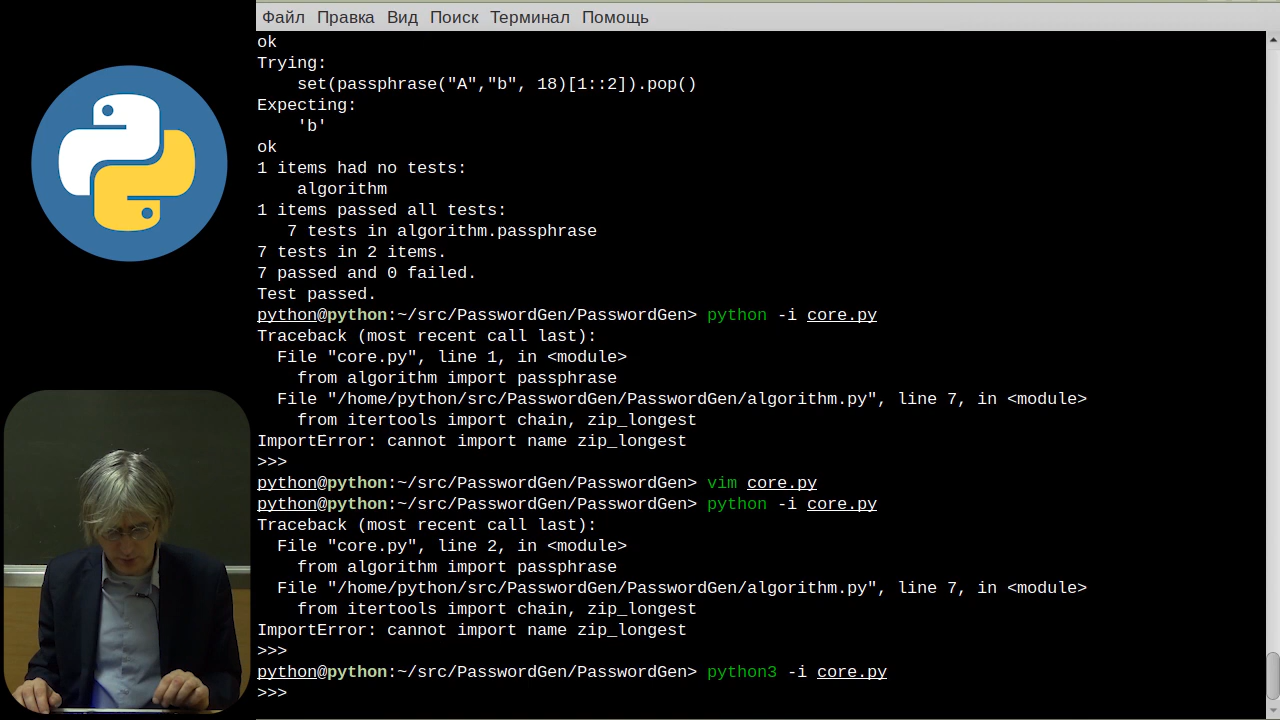 Файл Правка Вид Поиск Терминал Помощь
ok
Trying:
    set(passphrase("A","b", 18)[1::2]).pop()
Expecting:
    'b'
ok
1 items had no tests:
    algorithm
1 items passed all tests:
   7 tests in algorithm.passphrase
7 tests in 2 items.
7 passed and 0 failed.
Test passed.
python@python:~/src/PasswordGen/PasswordGen> python -i core.py
Traceback (most recent call last):
  File "core.py", line 1, in <module>
    from algorithm import passphrase
  File "/home/python/src/PasswordGen/PasswordGen/algorithm.py", line 7, in <module>
    from itertools import chain, zip_longest
ImportError: cannot import name zip_longest
>>>
python@python:~/src/PasswordGen/PasswordGen> vim core.py
python@python:~/src/PasswordGen/PasswordGen> python -i core.py
Traceback (most recent call last):
  File "core.py", line 2, in <module>
    from algorithm import passphrase
  File "/home/python/src/PasswordGen/PasswordGen/algorithm.py", line 7, in <module>
    from itertools import chain, zip_longest
ImportError: cannot import name zip_longest
>>>
python@python:~/src/PasswordGen/PasswordGen> python3 -i core.py
>>>